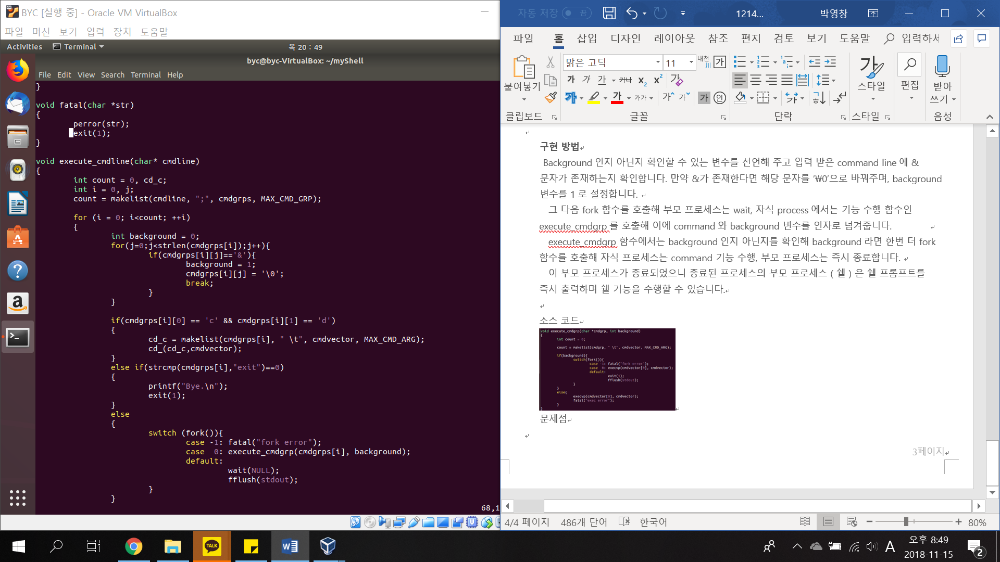 BYC [실행 중] - Oracle VM VirtualBox
파일 머신 보기 입력 장치 도움말
Activities Terminal 목 20 : 49
byc@byc-VirtualBox: ~/myShell
File Edit View Search Terminal Help
}
void fatal(char *str)
{
perror(str);
exit(1);
}
void execute_cmdline(char* cmdline)
{
int count = 0, cd_c;
int i = 0, j;
count = makelist(cmdline, ";", cmdgrps, MAX_CMD_GRP);
for (i = 0; i<count; ++i)
{
int background = 0;
for(j=0;j<strlen(cmdgrps[i]);j++){
if(cmdgrps[i][j]=='&'){
background = 1;
cmdgrps[i][j] = '\0';
break;
}
}
if(cmdgrps[i][0] == 'c' && cmdgrps[i][1] == 'd')
{
cd_c = makelist(cmdgrps[i], " \t", cmdvector, MAX_CMD_ARG);
cd_(cd_c,cmdvector);
}
else if(strcmp(cmdgrps[i],"exit")==0)
{
printf("Bye.\n");
exit(1);
}
else
{
switch (fork()){
case -1: fatal("fork error");
case  0: execute_cmdgrp(cmdgrps[i], background);
default:
wait(NULL);
fflush(stdout);
}
}
68,1
자동 저장 끔 1214... 박영창
파일 홈 삽입 디자인 레이아웃 참조 편지 검토 보기 도움말 입력하세
붙여넣기 맑은 고딕 11 내천 가 스타일 편집 받아쓰기
클립보드 글꼴 단락 스타일 음성
구현 방법
Background 인지 아닌지 확인할 수 있는 변수를 선언해 주고 입력 받은 command line 에 &
문자가 존재하는지 확인합니다. 만약 &가 존재한다면 해당 문자를 '₩0'으로 바꿔주며, background
변수를 1 로 설정합니다.
그 다음 fork 함수를 호출해 부모 프로세스는 wait, 자식 process 에서는 기능 수행 함수인
execute_cmdgrp 를 호출해 이에 command 와 background 변수를 인자로 넘겨줍니다.
execute_cmdgrp 함수에서는 background 인지 아닌지를 확인해 background 라면 한번 더 fork
함수를 호출해 자식 프로세스는 command 기능 수행, 부모 프로세스는 즉시 종료합니다.
이 부모 프로세스가 종료되었으니 종료된 프로세스의 부모 프로세스 ( 쉘 ) 은 쉘 프롬프트를
즉시 출력하며 쉘 기능을 수행할 수 있습니다.
소스 코드
void execute_cmdgrp(char *cmdgrp, int background)
{
int count = 0;
count = makelist(cmdgrp, " \t", cmdvector, MAX_CMD_ARG);
if(background){
switch(fork()){
case -1: fatal("fork error");
case  0: execvp(cmdvector[0], cmdvector);
default:
exit(1);
fflush(stdout);
}
}
else{
execvp(cmdvector[0], cmdvector);
fatal("exec error");
}
}
문제점
3페이지
4/4 페이지 486개 단어 한국어 80%
TALK
A
오후 8:49
2018-11-15
2